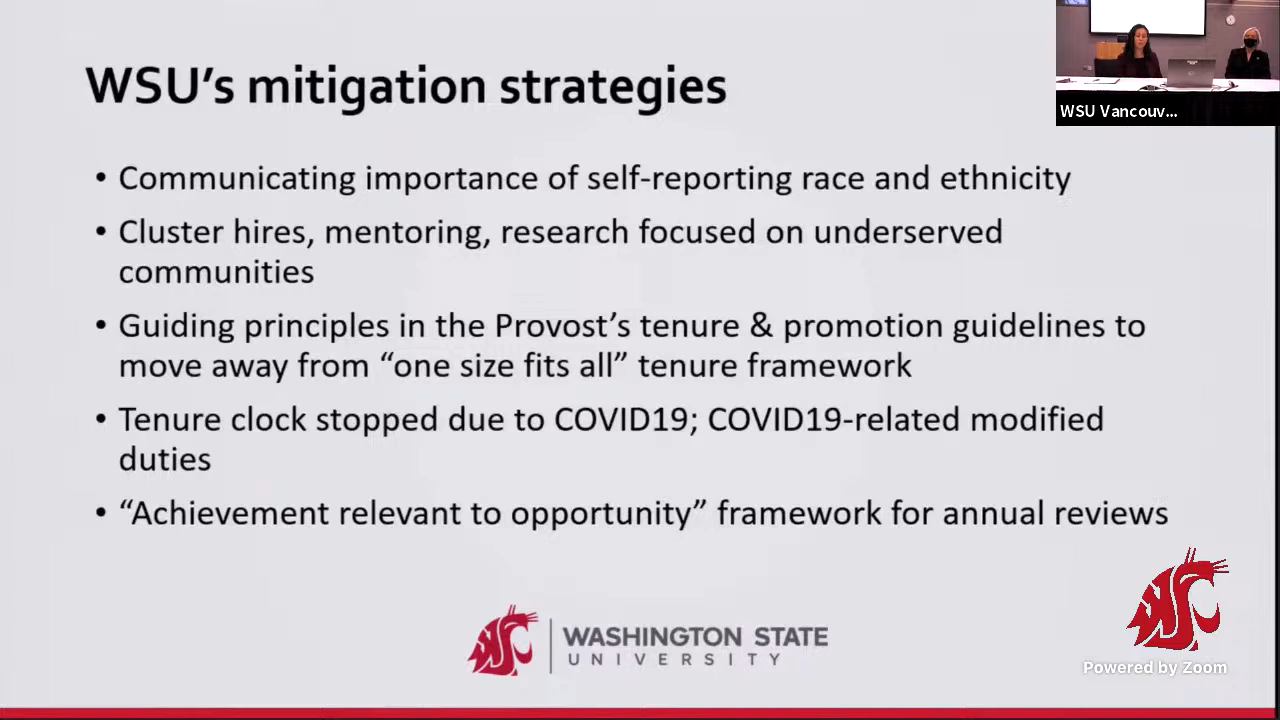 WSU's mitigation strategies
WSU Vancouv...
• Communicating importance of self-reporting race and ethnicity
• Cluster hires, mentoring, research focused on underserved
communities
• Guiding principles in the Provost's tenure & promotion guidelines to
move away from “one size fits all” tenure framework
• Tenure clock stopped due to COVID19; COVID19-related modified
duties
• “Achievement relevant to opportunity” framework for annual reviews
WASHINGTON STATE
UNIVERSITY
Powered by Zoom